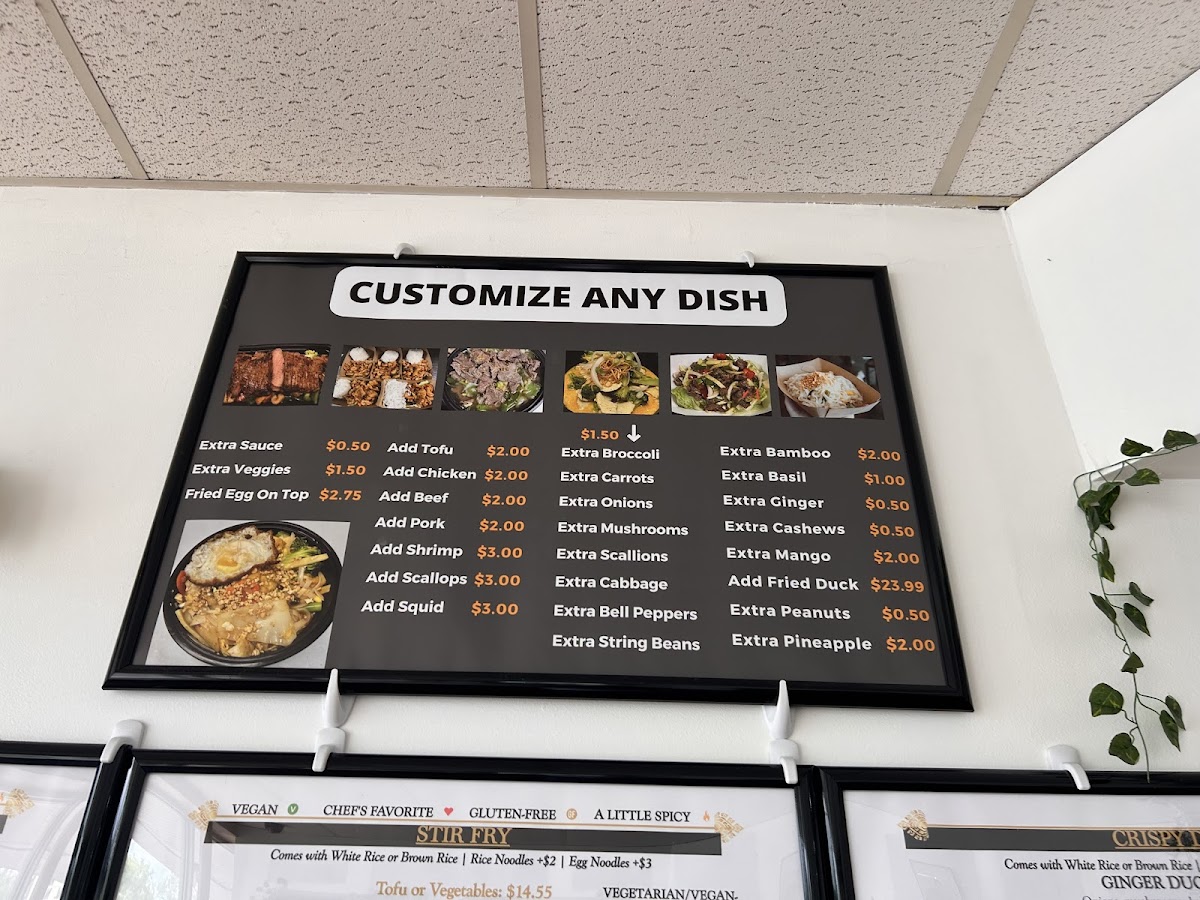 CUSTOMIZE ANY DISH
Extra Sauce $0.50
Extra Veggies $1.50
Fried Egg On Top $2.75
Add Tofu $2.00
Add Chicken $2.00
Add Beef $2.00
Add Pork $2.00
Add Shrimp $3.00
Add Scallops $3.00
Add Squid $3.00
$1.50 ↓
Extra Broccoli
Extra Carrots
Extra Onions
Extra Mushrooms
Extra Scallions
Extra Cabbage
Extra Bell Peppers
Extra String Beans
Extra Bamboo $2.00
Extra Basil $1.00
Extra Ginger $0.50
Extra Cashews $0.50
Extra Mango $2.00
Add Fried Duck $23.99
Extra Peanuts $0.50
Extra Pineapple $2.00
VEGAN V CHEF'S FAVORITE GLUTEN-FREE GF A LITTLE SPICY
STIR FRY
Comes with White Rice or Brown Rice | Rice Noodles +$2 | Egg Noodles +$3
Tofu or Vegetables: $14.55
VEGETARIAN/VEGAN-
CRISPY
Comes with White Rice or Brown Rice |
GINGER DUC